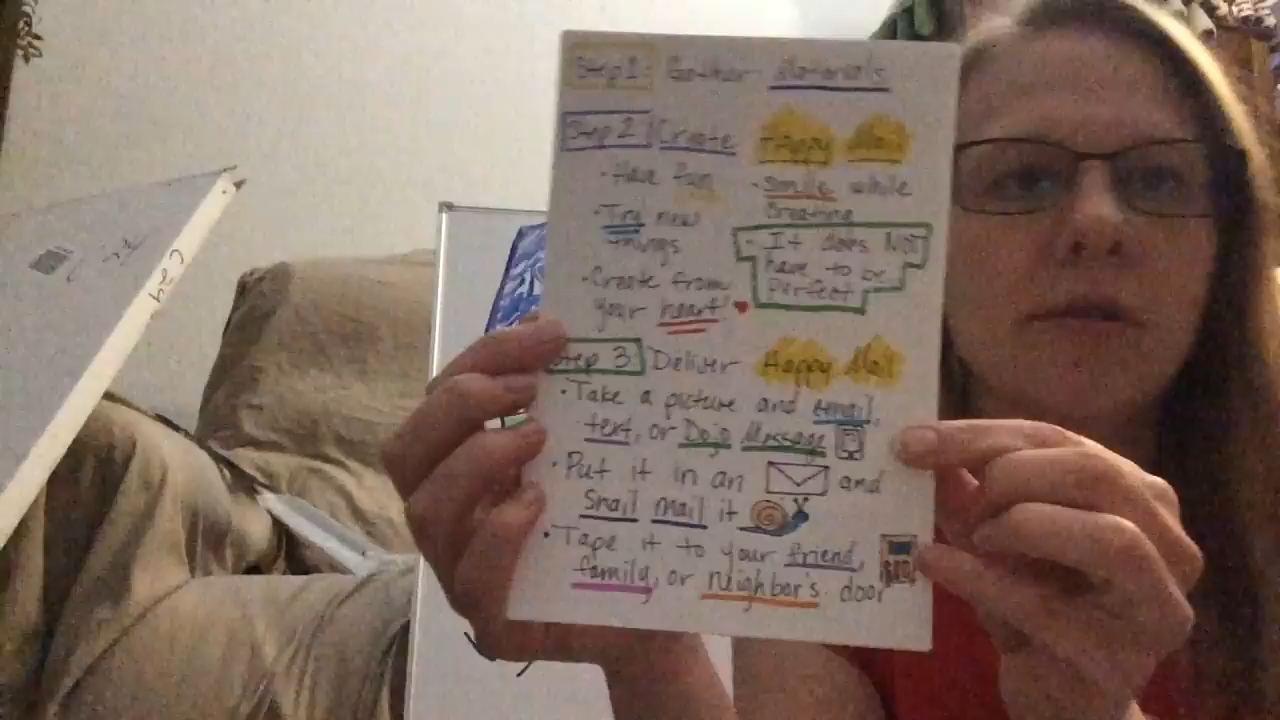 Step 1: Gather Materials
Step 2: Create Happy Mail
• Have fun
• Try new
things
• Create from
your heart!
• Smile while
Creating
• It does NOT
have to be
Perfect
Step 3: Deliver Happy Mail
• Take a picture and email,
text, or Dojo Message
• Put it in an and
Snail mail it
• Tape it to your friend,
family, or neighbor's door